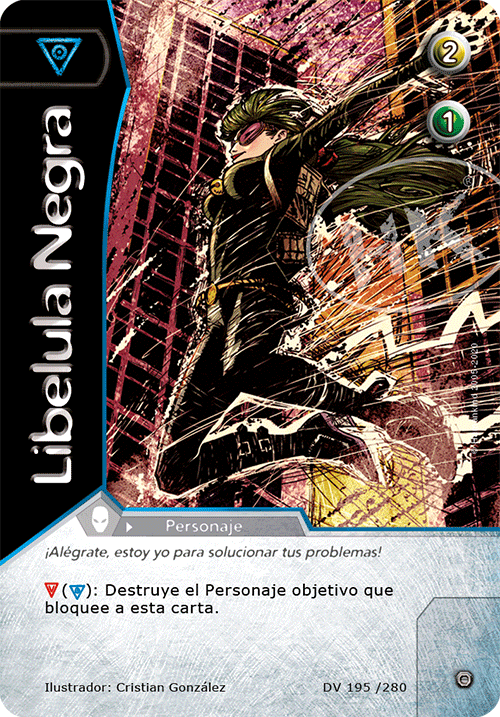 Libelula Negra
2
1
MK
Personaje
¡Alégrate, estoy yo para solucionar tus problemas!
(): Destruye el Personaje objetivo que
bloquee a esta carta.
Ilustrador: Cristian González
DV 195 /280